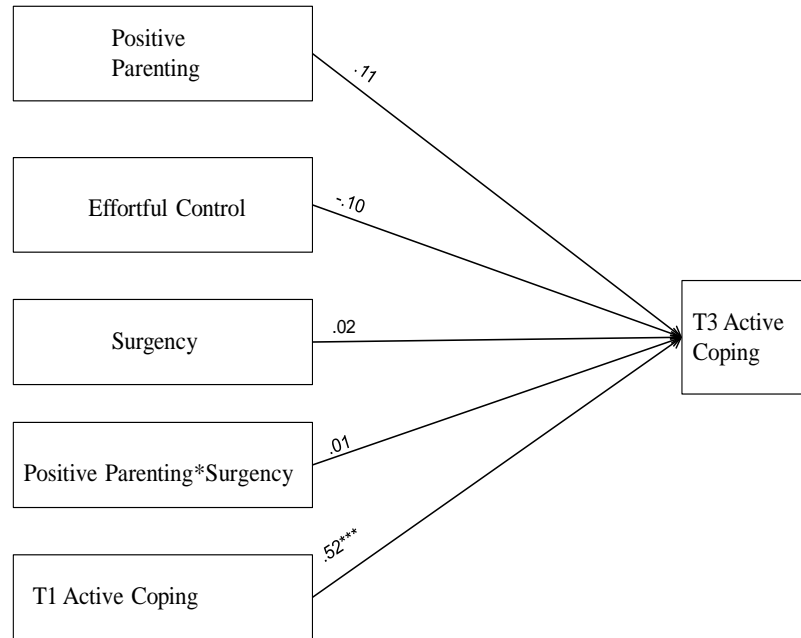 Positive
Parenting
.11
Effortful Control
-.10
Surgency
.02
T3 Active
Coping
Positive Parenting*Surgency
.01
T1 Active Coping
.52***